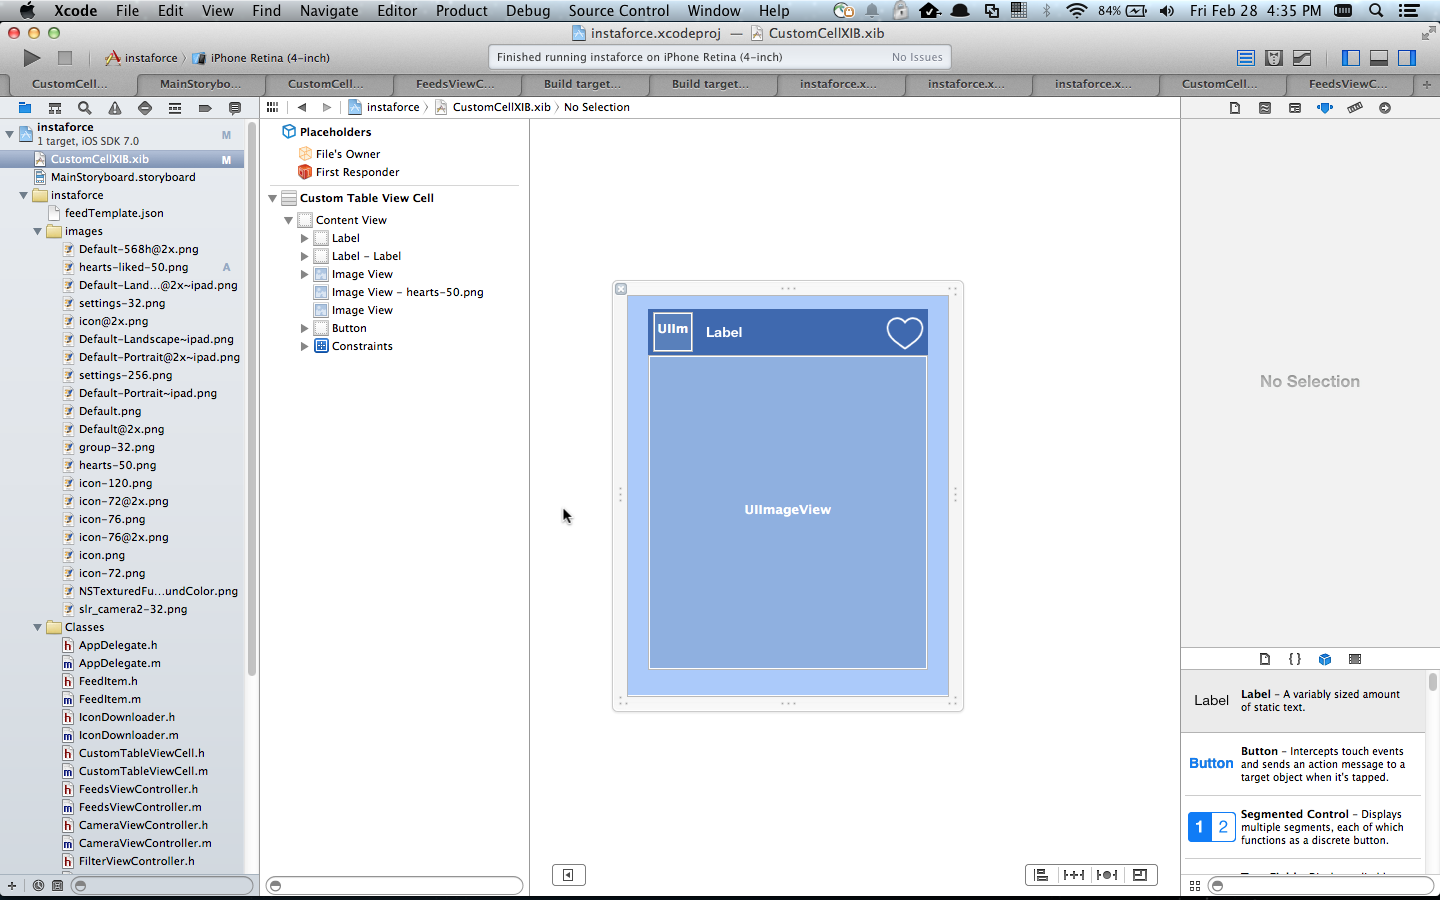 Xcode File Edit View Find Navigate Editor Product Debug Source Control Window Help 84% Fri Feb 28 4:35 PM
instaforce.xcodeproj — CustomCellXIB.xib
instaforce 〉 iPhone Retina (4-inch)
Finished running instaforce on iPhone Retina (4-inch) No Issues
CustomCell... MainStorybo... CustomCell... FeedsViewC... Build target... Build target... instaforce.x... instaforce.x... instaforce.x... CustomCell... FeedsViewC...
instaforce 〉 CustomCellXIB.xib 〉 No Selection
instaforce M
1 target, iOS SDK 7.0
CustomCellXIB.xib M
MainStoryboard.storyboard
instaforce
feedTemplate.json
images
Default-568h@2x.png
hearts-liked-50.png A
Default-Land...@2x~ipad.png
settings-32.png
icon@2x.png
Default-Landscape~ipad.png
Default-Portrait@2x~ipad.png
settings-256.png
Default-Portrait~ipad.png
Default.png
Default@2x.png
group-32.png
hearts-50.png
icon-120.png
icon-72@2x.png
icon-76.png
icon-76@2x.png
icon.png
icon-72.png
NSTexturedFu...undColor.png
slr_camera2-32.png
Classes
AppDelegate.h
AppDelegate.m
FeedItem.h
FeedItem.m
IconDownloader.h
IconDownloader.m
CustomTableViewCell.h
CustomTableViewCell.m
FeedsViewController.h
FeedsViewController.m
CameraViewController.h
CameraViewController.m
FilterViewController.h
Placeholders
File's Owner
First Responder
Custom Table View Cell
Content View
Label
Label – Label
Image View
Image View – hearts-50.png
Image View
Button
Constraints
UIIm
Label
UIImageView
No Selection
Label
Label – A variably sized amount
of static text.
Button
Button – Intercepts touch events
and sends an action message to a
target object when it's tapped.
1 2
Segmented Control – Displays
multiple segments, each of which
functions as a discrete button.